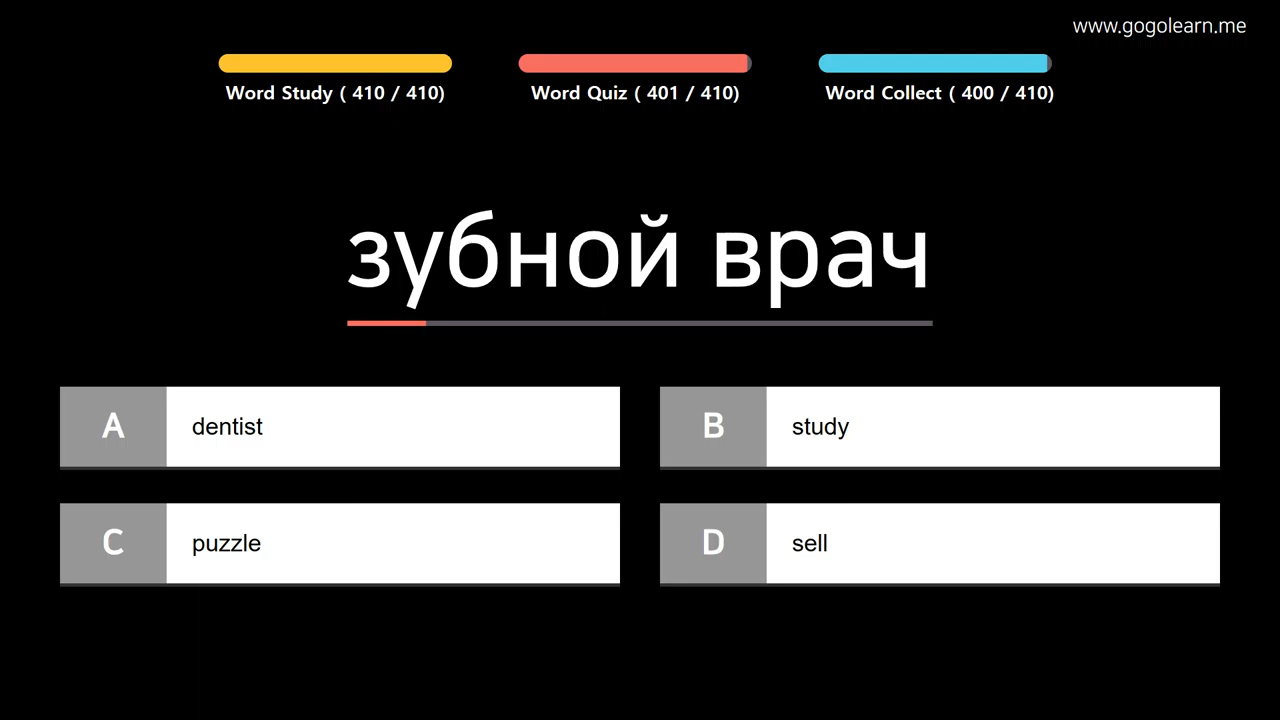 www.gogolearn.me
Word Study ( 410 / 410)
Word Quiz ( 401 / 410)
Word Collect ( 400 / 410)
зубной врач
A dentist
B study
C puzzle
D sell